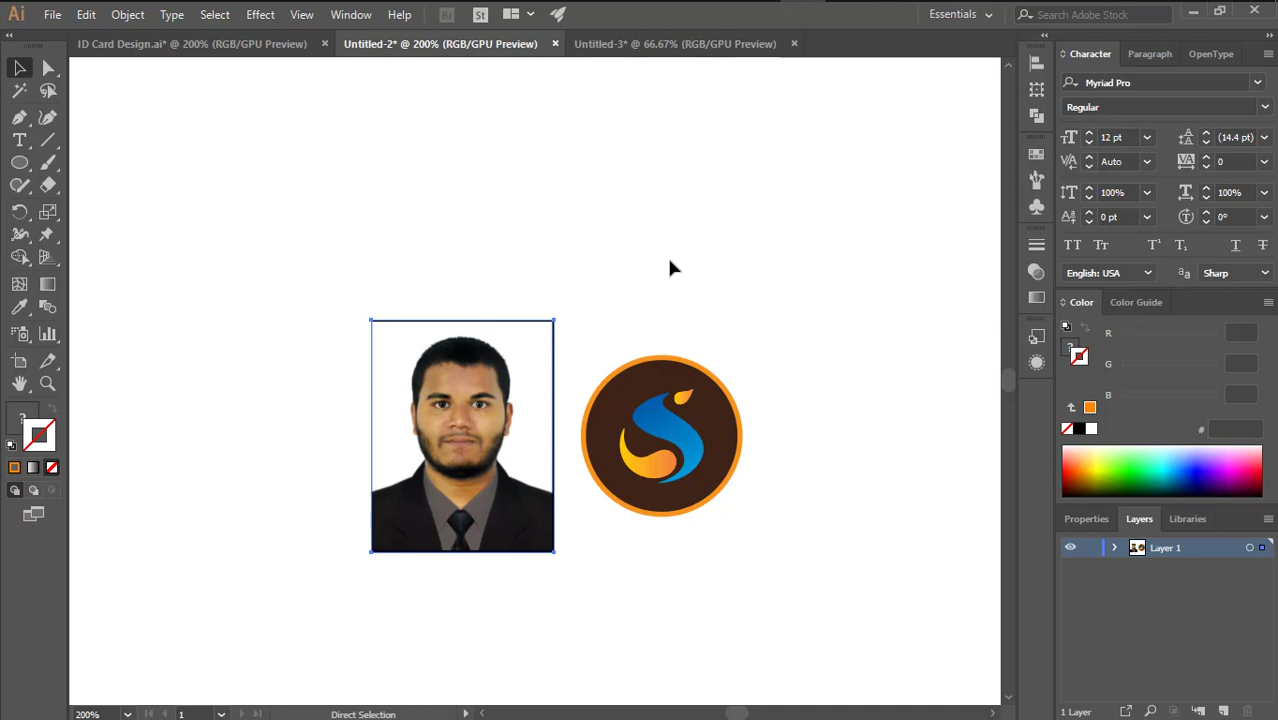 Ai File Edit Object Type Select Effect View Window Help Br St Essentials Search Adobe Stock
ID Card Design.ai* @ 200% (RGB/GPU Preview) Untitled-2* @ 200% (RGB/GPU Preview) Untitled-3* @ 66.67% (RGB/GPU Preview)
Character Paragraph OpenType
Myriad Pro
Regular
12 pt (14.4 pt)
Auto 0
100% 100%
0 pt 0°
English: USA Sharp
Color Color Guide
R
G
B
#
Properties Layers Libraries
Layer 1
200% 1 Direct Selection 1 Layer